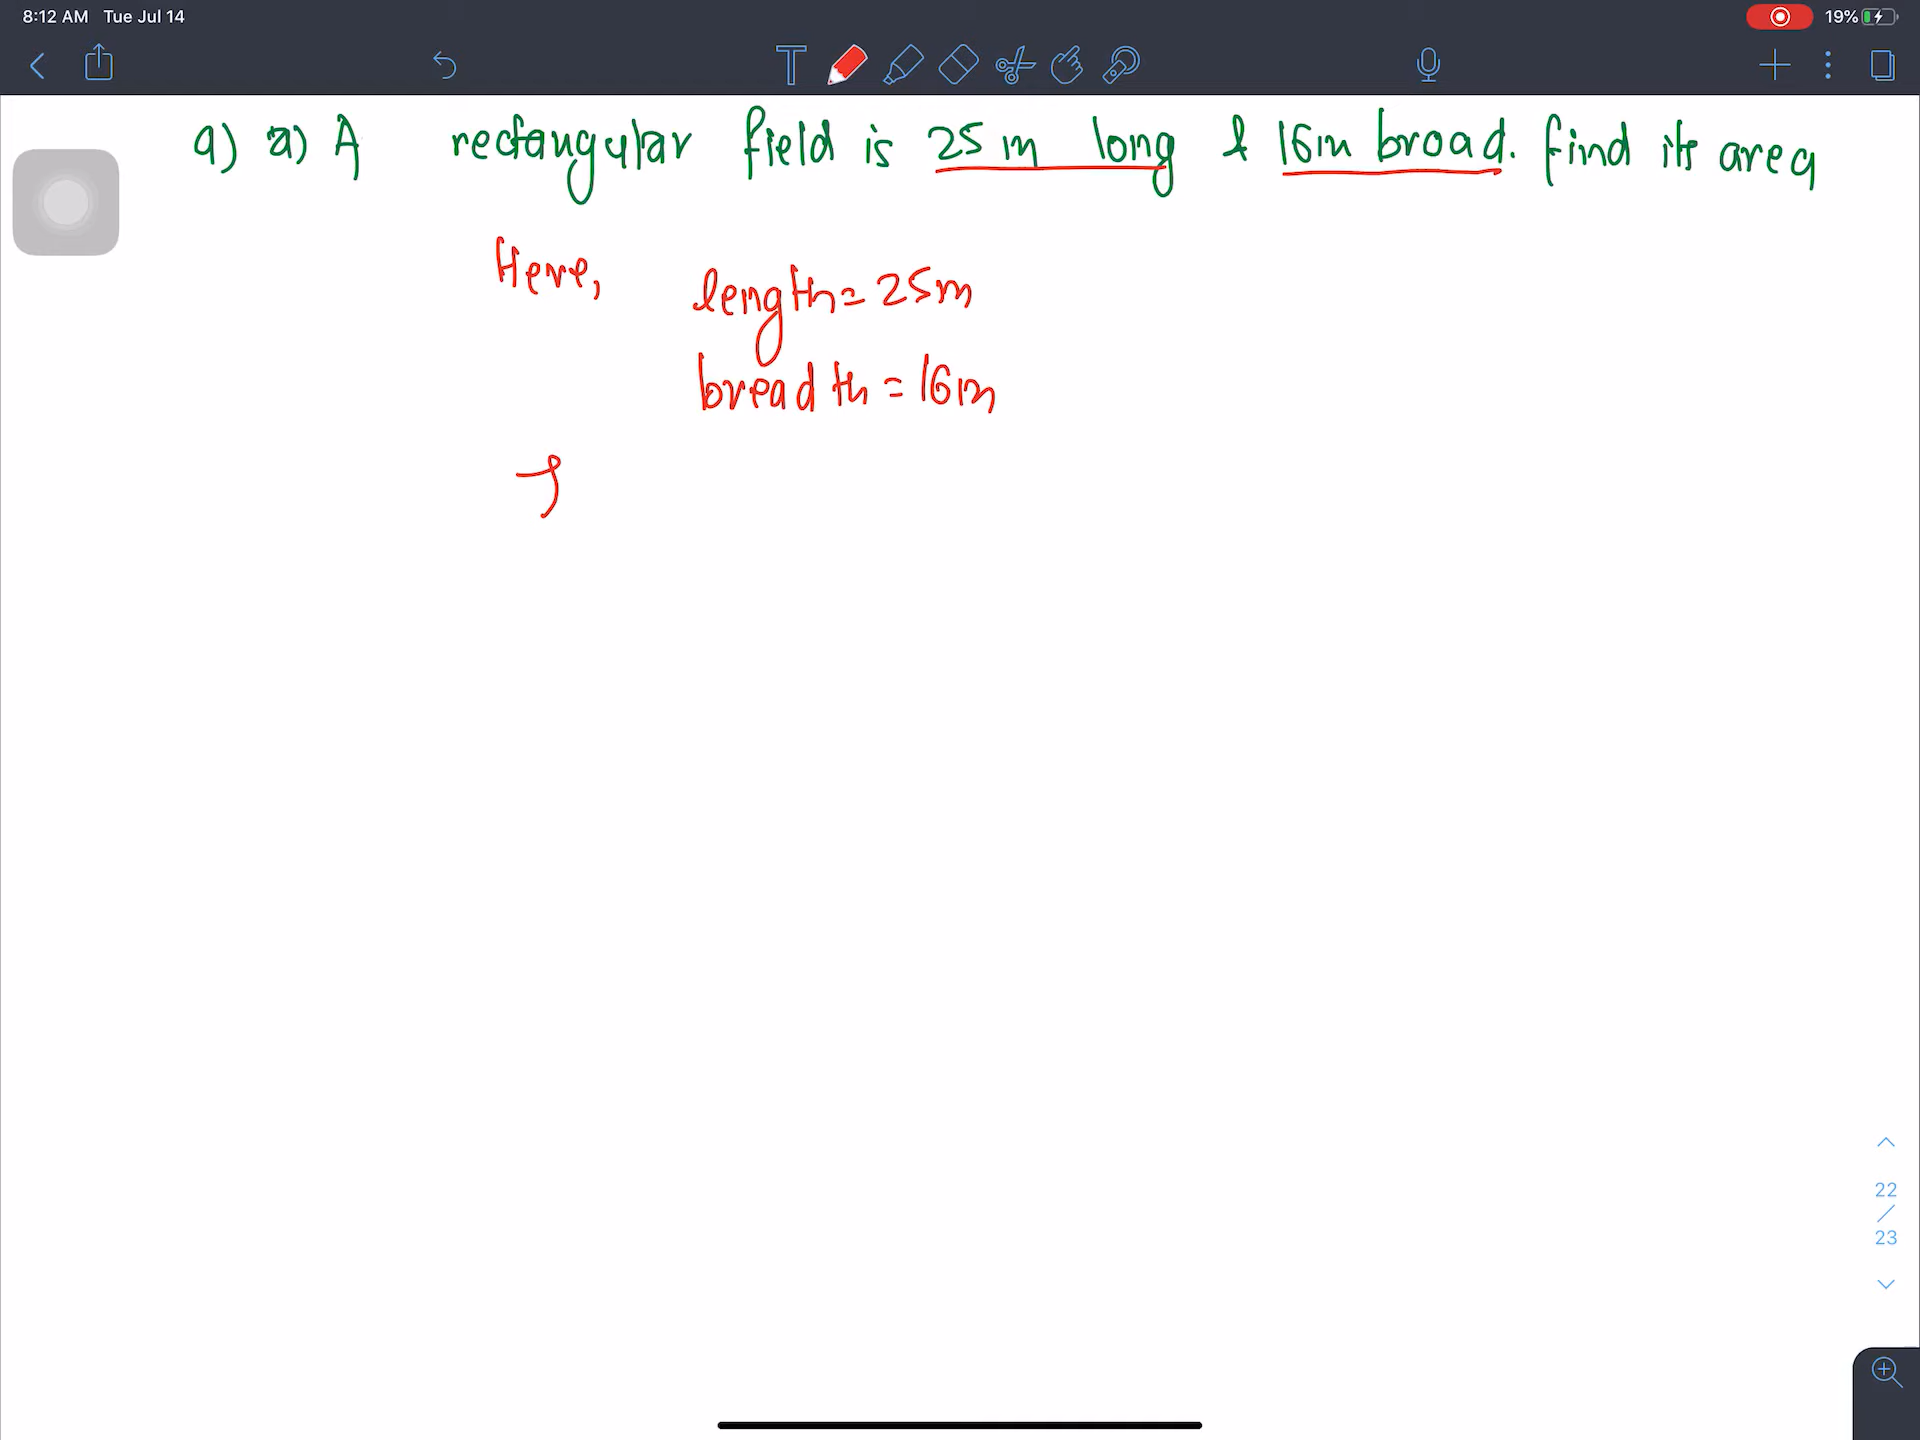 8:12 AM Tue Jul 14
19%
a) a) A rectangular field is 25 m long & 16m broad. find its area
Here, length = 25m
breadth = 16m
22
/
23